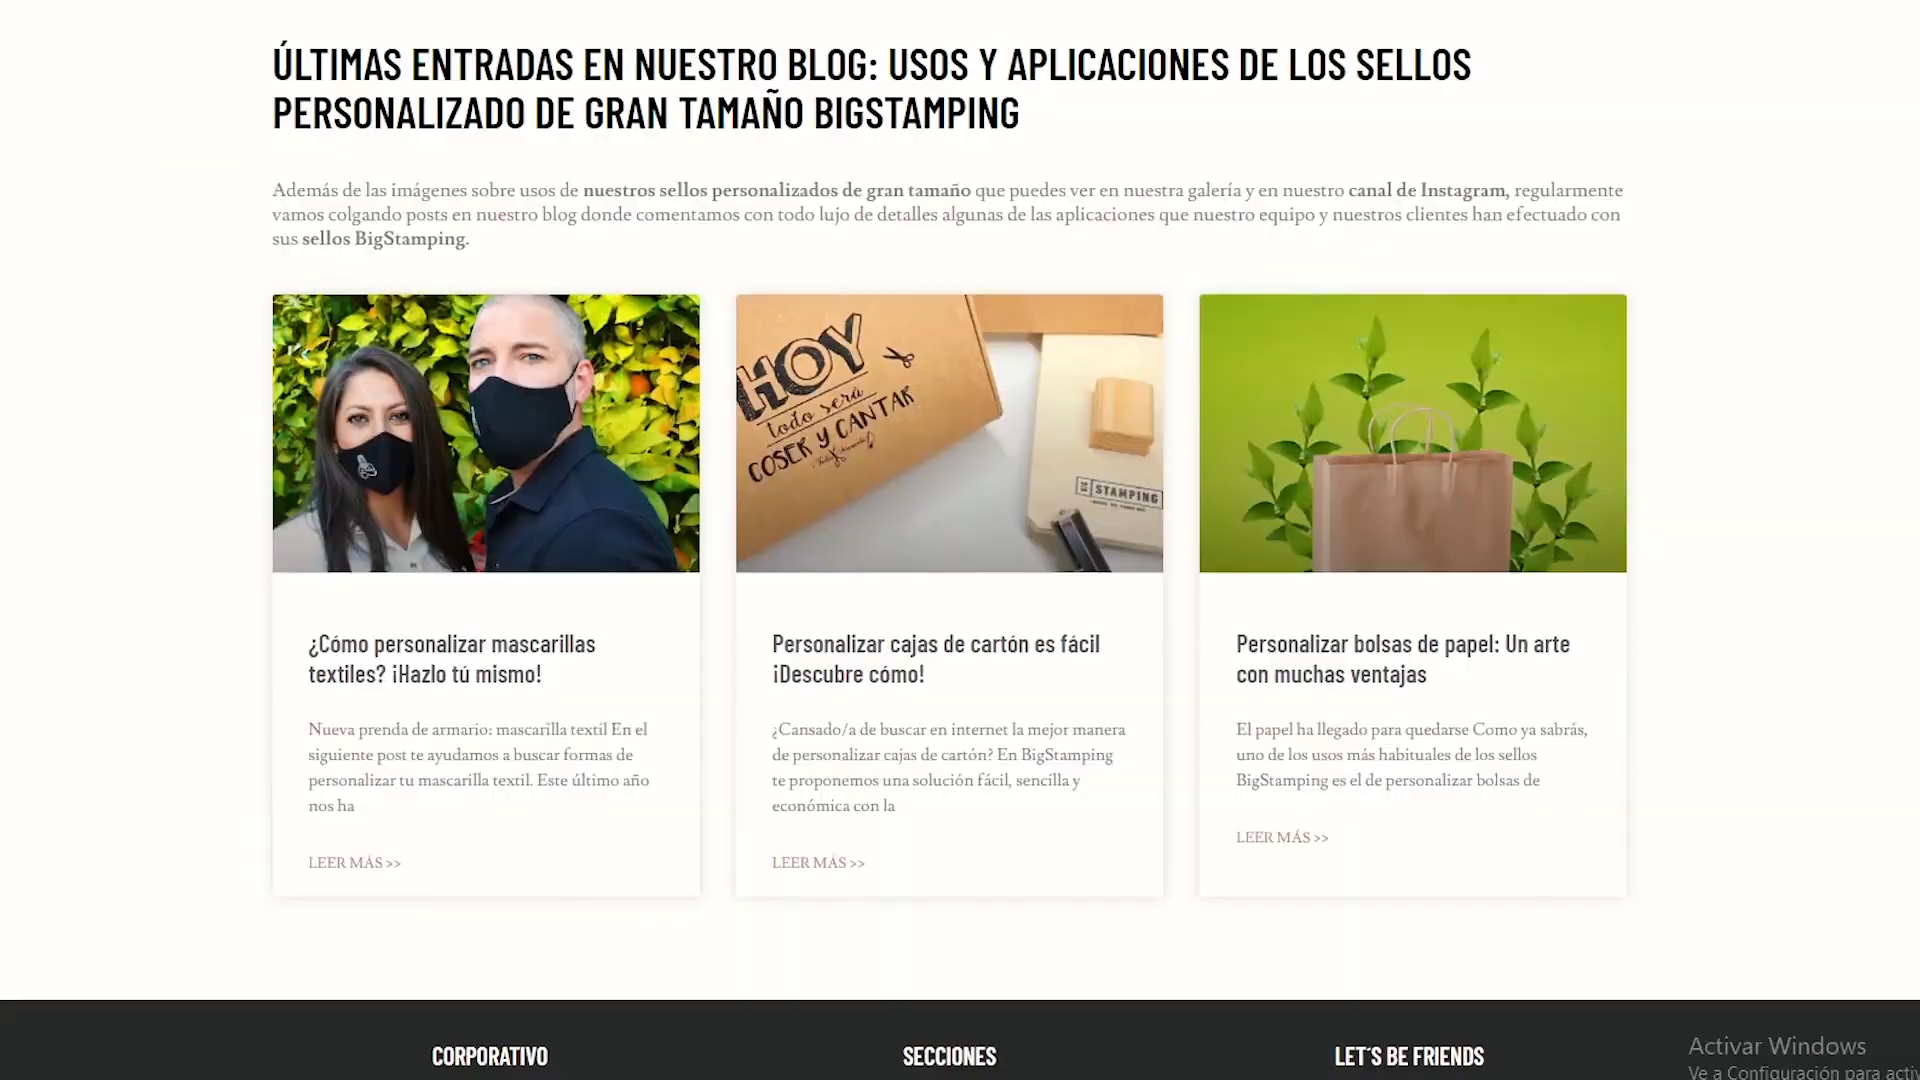 ÚLTIMAS ENTRADAS EN NUESTRO BLOG: USOS Y APLICACIONES DE LOS SELLOS
PERSONALIZADO DE GRAN TAMAÑO BIGSTAMPING
Además de las imágenes sobre usos de nuestros sellos personalizados de gran tamaño que puedes ver en nuestra galería y en nuestro canal de Instagram, regularmente
vamos colgando posts en nuestro blog donde comentamos con todo lujo de detalles algunas de las aplicaciones que nuestro equipo y nuestros clientes han efectuado con
sus sellos BigStamping.
HOY
todo será
COSER Y CANTAR
STAMPING
¿Cómo personalizar mascarillas
textiles? ¡Hazlo tú mismo!
Nueva prenda de armario: mascarilla textil En el
siguiente post te ayudamos a buscar formas de
personalizar tu mascarilla textil. Este último año
nos ha
LEER MÁS >>
Personalizar cajas de cartón es fácil
¡Descubre cómo!
¿Cansado/a de buscar en internet la mejor manera
de personalizar cajas de cartón? En BigStamping
te proponemos una solución fácil, sencilla y
económica con la
LEER MÁS >>
Personalizar bolsas de papel: Un arte
con muchas ventajas
El papel ha llegado para quedarse Como ya sabrás,
uno de los usos más habituales de los sellos
BigStamping es el de personalizar bolsas de
LEER MÁS >>
CORPORATIVO
SECCIONES
LET´S BE FRIENDS
Activar Windows
Ve a Configuración para activ